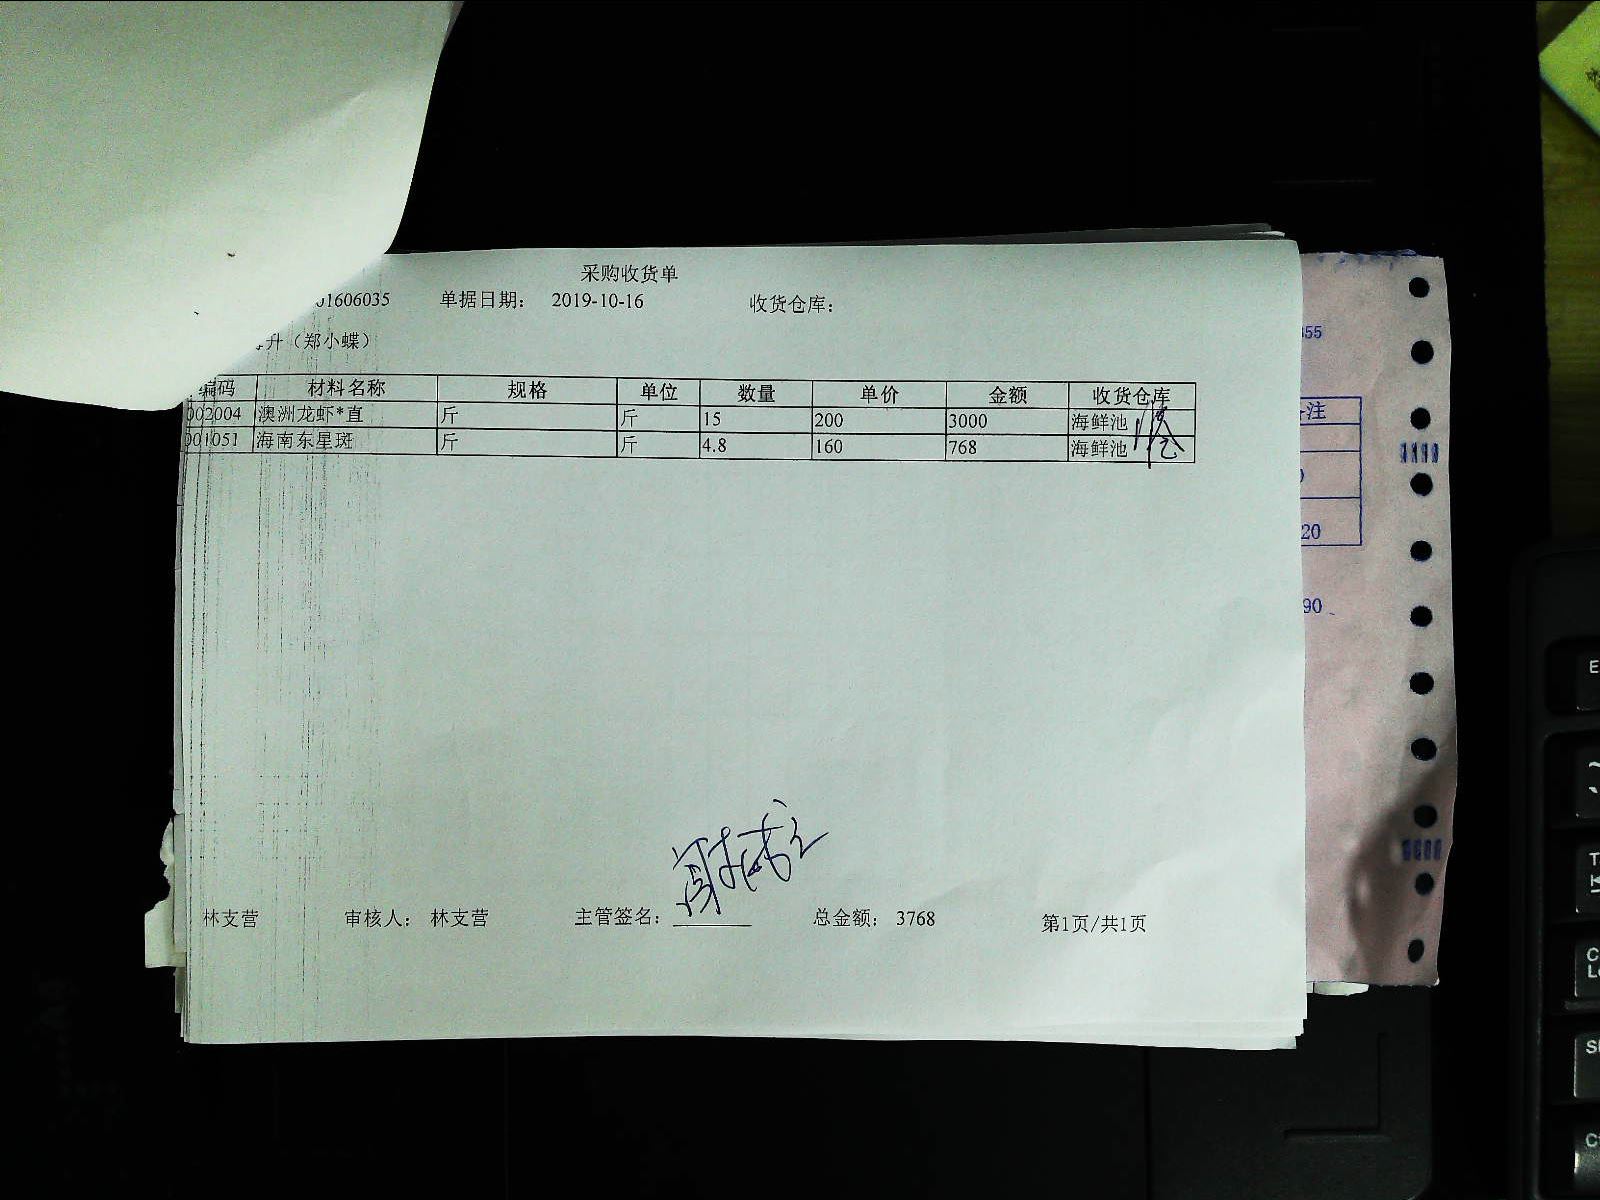 采购收货单
01606035 单据日期: 2019-10-16 收货仓库:
升（郑小蝶）
编码 材料名称 规格 单位 数量 单价 金额 收货仓库
002004 澳洲龙虾*直 斤 斤 15 200 3000 海鲜池
001051 海南东星斑 斤 斤 4.8 160 768 海鲜池
林支营 审核人: 林支营 主管签名: 总金额: 3768 第1页/共1页
注
20
90